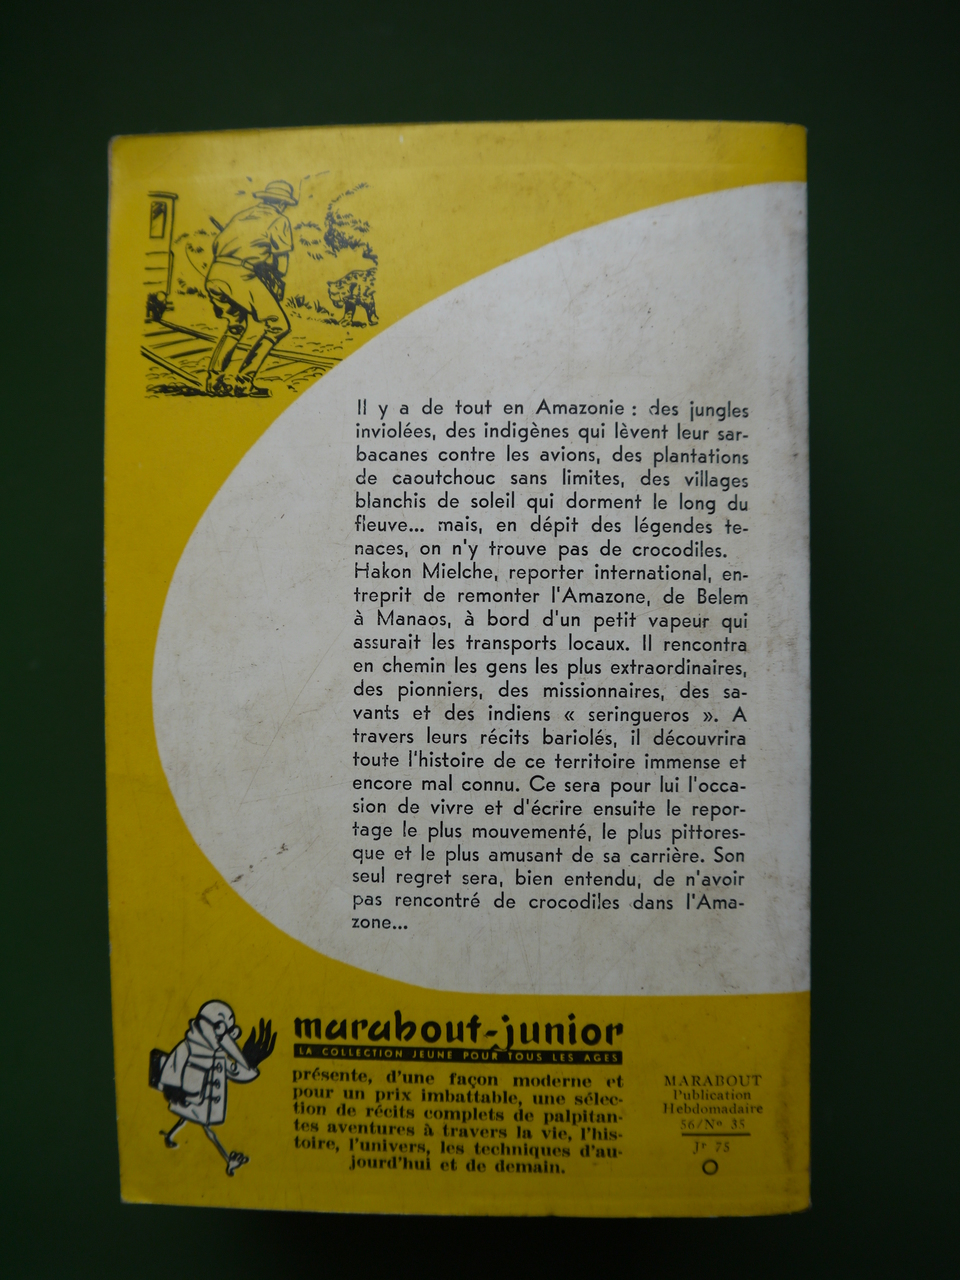 Il y a de tout en Amazonie : des jungles
inviolées, des indigènes qui lèvent leur sar-
bacanes contre les avions, des plantations
de caoutchouc sans limites, des villages
blanchis de soleil qui dorment le long du
fleuve... mais, en dépit des légendes te-
naces, on n'y trouve pas de crocodiles.
Hakon Mielche, reporter international, en-
treprit de remonter l'Amazone, de Belem
à Manaos, à bord d'un petit vapeur qui
assurait les transports locaux. Il rencontra
en chemin les gens les plus extraordinaires,
des pionniers, des missionnaires, des sa-
vants et des indiens « seringueros ». A
travers leurs récits bariolés, il découvrira
toute l'histoire de ce territoire immense et
encore mal connu. Ce sera pour lui l'occa-
sion de vivre et d'écrire ensuite le repor-
tage le plus mouvementé, le plus pittores-
que et le plus amusant de sa carrière. Son
seul regret sera, bien entendu, de n'avoir
pas rencontré de crocodiles dans l'Ama-
zone...
marabout-junior
LA COLLECTION JEUNE POUR TOUS LES AGES
présente, d'une façon moderne et
pour un prix imbattable, une sélec-
tion de récits complets de palpitan-
tes aventures à travers la vie, l'his-
toire, l'univers, les techniques d'au-
jourd'hui et de demain.
MARABOUT
Publication
Hebdomadaire
56/Nº 35
Jr 75